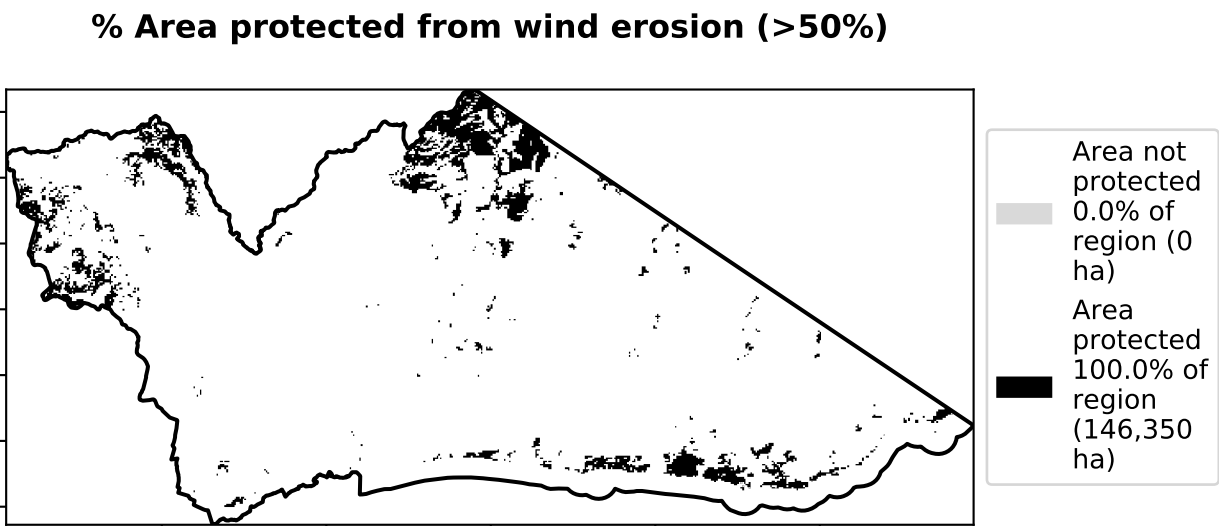 % Area protected from wind erosion (>50%)
Area not
protected
0.0% of
region (0
ha)
Area
protected
100.0% of
region
(146,350
ha)